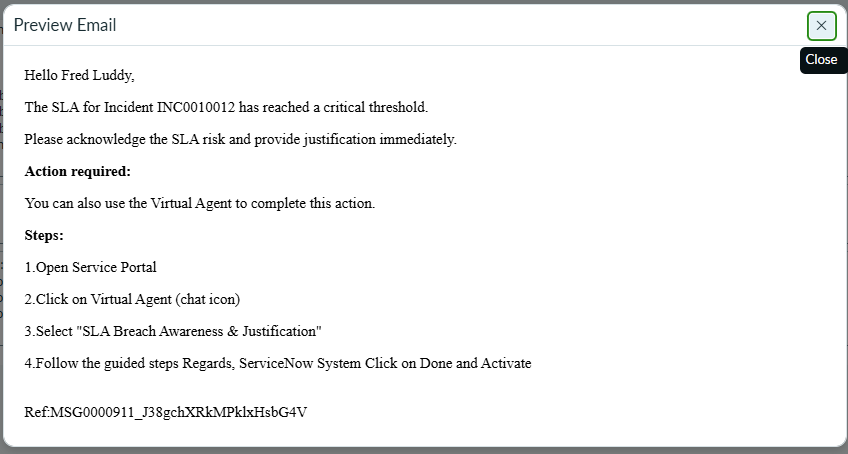 Preview Email
Close
Hello Fred Luddy,
The SLA for Incident INC0010012 has reached a critical threshold.
Please acknowledge the SLA risk and provide justification immediately.
Action required:
You can also use the Virtual Agent to complete this action.
Steps:
1.Open Service Portal
2.Click on Virtual Agent (chat icon)
3.Select "SLA Breach Awareness & Justification"
4.Follow the guided steps Regards, ServiceNow System Click on Done and Activate
Ref:MSG0000911_J38gchXRkMPklxHsbG4V